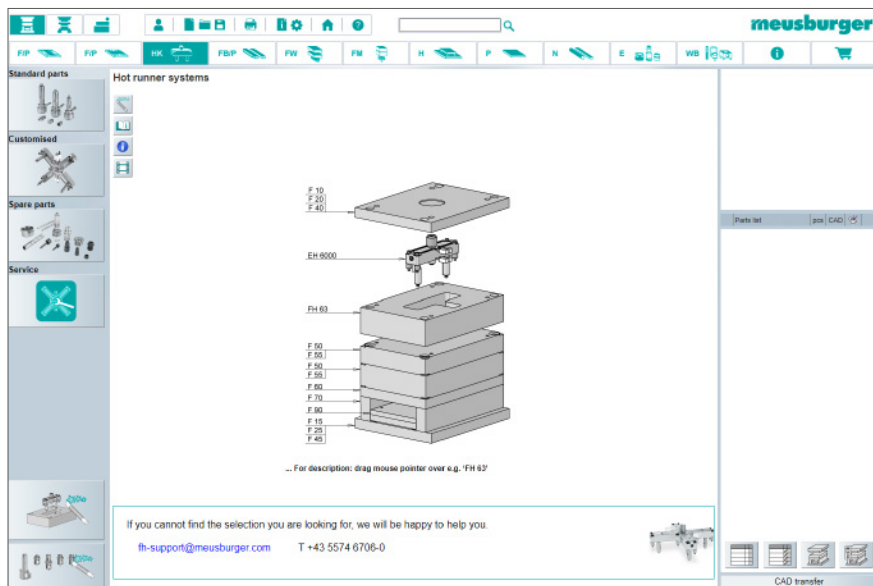 meusburger
F/P
F/P
HK
FB/P
FW
FM
H
P
N
E
WB
Standard parts
Customised
Spare parts
Service
Hot runner systems
F 10
F 20
F 40
EH 6000
FH 63
F 50
F 55
F 50
F 55
F 60
F 70
F 90
F 15
F 25
F 45
... For description: drag mouse pointer over e.g. 'FH 63'
If you cannot find the selection you are looking for, we will be happy to help you.
fh-support@meusburger.com T +43 5574 6706-0
Parts list pos CAD
CAD transfer